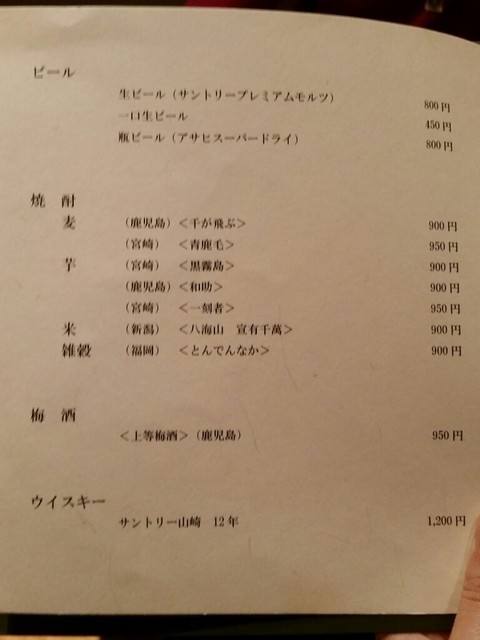 ビール
生ビール（サントリープレミアムモルツ） 800円
一口生ビール 450円
瓶ビール（アサヒスーパードライ） 800円
焼　酎
麦 （鹿児島）＜千が飛ぶ＞ 900円
（宮崎） ＜青鹿毛＞ 950円
芋 （宮崎） ＜黒霧島＞ 900円
（鹿児島）＜和助＞ 900円
（宮崎） ＜一刻者＞ 950円
米 （新潟） ＜八海山　宜有千萬＞ 900円
雑穀 （福岡） ＜とんでんなか＞ 900円
梅　酒
＜上等梅酒＞（鹿児島） 950円
ウイスキー
サントリー山崎　12年 1,200円